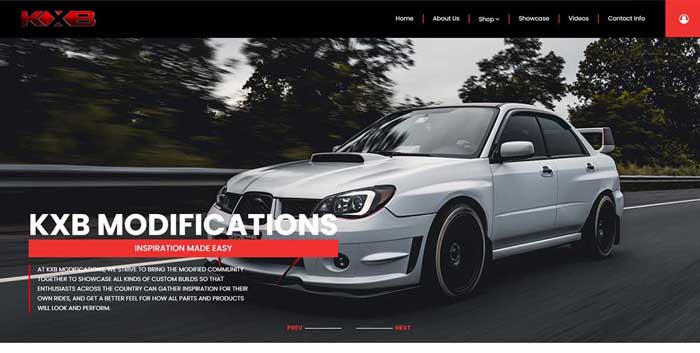 KXB
Home About Us Shop Showcase Videos Contact Info
KXB MODIFICATIONS
INSPIRATION MADE EASY
AT KXB MODIFICATIONS, WE STRIVE TO BRING THE MODIFIED COMMUNITY
TOGETHER TO SHOWCASE ALL KINDS OF CUSTOM BUILDS SO THAT
ENTHUSIASTS ACROSS THE COUNTRY CAN GATHER INSPIRATION FOR THEIR
OWN RIDES, AND GET A BETTER FEEL FOR HOW ALL PARTS AND PRODUCTS
WILL LOOK AND PERFORM.
PREV NEXT